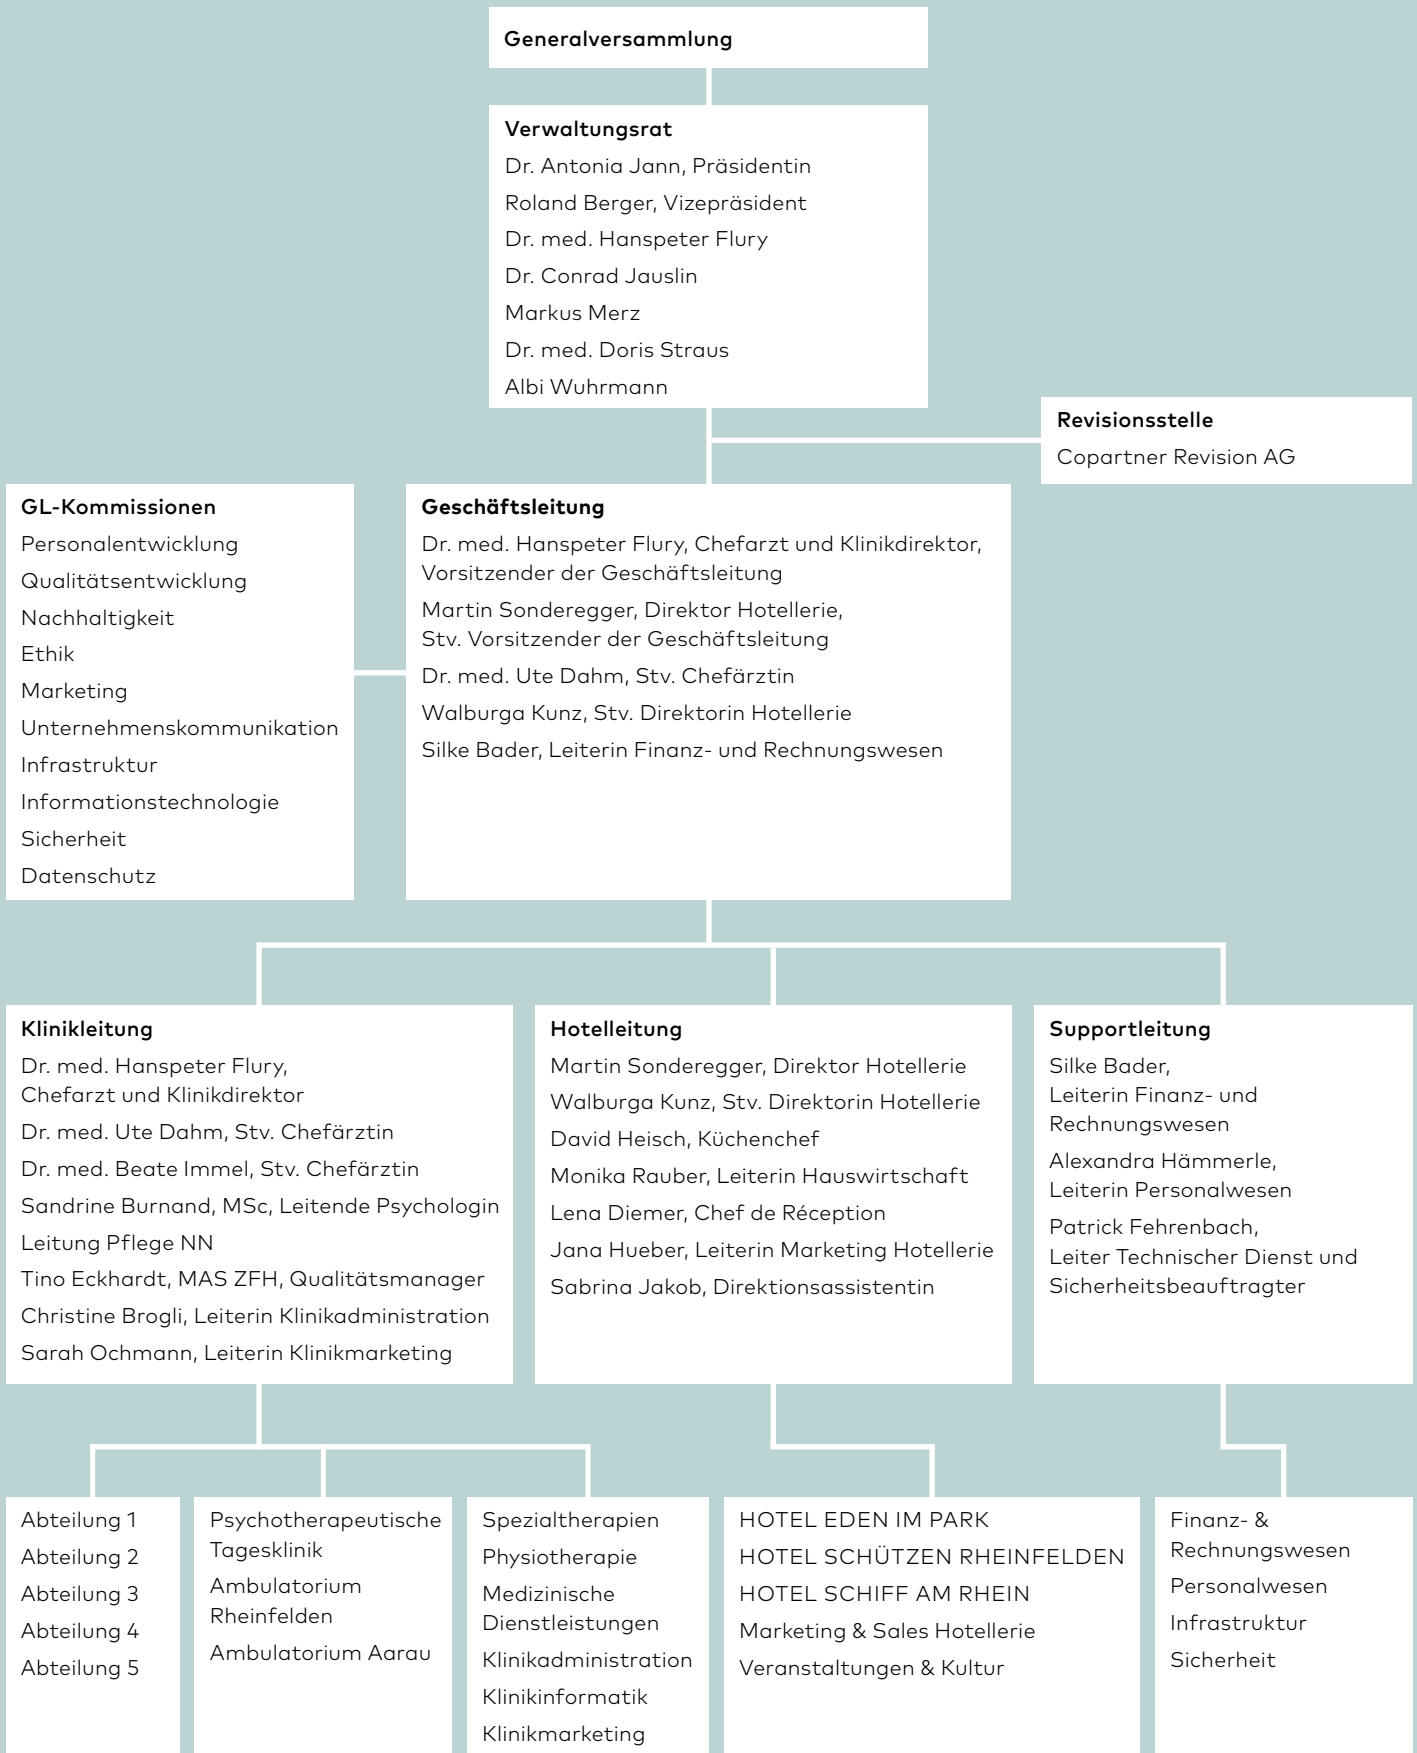 Generalversammlung
Verwaltungsrat
Dr. Antonia Jann, Präsidentin
Roland Berger, Vizepräsident
Dr. med. Hanspeter Flury
Dr. Conrad Jauslin
Markus Merz
Dr. med. Doris Straus
Albi Wuhrmann
Revisionsstelle
Copartner Revision AG
GL-Kommissionen
Personalentwicklung
Qualitätsentwicklung
Nachhaltigkeit
Ethik
Marketing
Unternehmenskommunikation
Infrastruktur
Informationstechnologie
Sicherheit
Datenschutz
Geschäftsleitung
Dr. med. Hanspeter Flury, Chefarzt und Klinikdirektor,
Vorsitzender der Geschäftsleitung
Martin Sonderegger, Direktor Hotellerie,
Stv. Vorsitzender der Geschäftsleitung
Dr. med. Ute Dahm, Stv. Chefärztin
Walburga Kunz, Stv. Direktorin Hotellerie
Silke Bader, Leiterin Finanz- und Rechnungswesen
Klinikleitung
Dr. med. Hanspeter Flury,
Chefarzt und Klinikdirektor
Dr. med. Ute Dahm, Stv. Chefärztin
Dr. med. Beate Immel, Stv. Chefärztin
Sandrine Burnand, MSc, Leitende Psychologin
Leitung Pflege NN
Tino Eckhardt, MAS ZFH, Qualitätsmanager
Christine Brogli, Leiterin Klinikadministration
Sarah Ochmann, Leiterin Klinikmarketing
Hotelleitung
Martin Sonderegger, Direktor Hotellerie
Walburga Kunz, Stv. Direktorin Hotellerie
David Heisch, Küchenchef
Monika Rauber, Leiterin Hauswirtschaft
Lena Diemer, Chef de Réception
Jana Hueber, Leiterin Marketing Hotellerie
Sabrina Jakob, Direktionsassistentin
Supportleitung
Silke Bader,
Leiterin Finanz- und
Rechnungswesen
Alexandra Hämmerle,
Leiterin Personalwesen
Patrick Fehrenbach,
Leiter Technischer Dienst und
Sicherheitsbeauftragter
Abteilung 1
Abteilung 2
Abteilung 3
Abteilung 4
Abteilung 5
Psychotherapeutische
Tagesklinik
Ambulatorium
Rheinfelden
Ambulatorium Aarau
Spezialtherapien
Physiotherapie
Medizinische
Dienstleistungen
Klinikadministration
Klinikinformatik
Klinikmarketing
HOTEL EDEN IM PARK
HOTEL SCHÜTZEN RHEINFELDEN
HOTEL SCHIFF AM RHEIN
Marketing & Sales Hotellerie
Veranstaltungen & Kultur
Finanz- &
Rechnungswesen
Personalwesen
Infrastruktur
Sicherheit